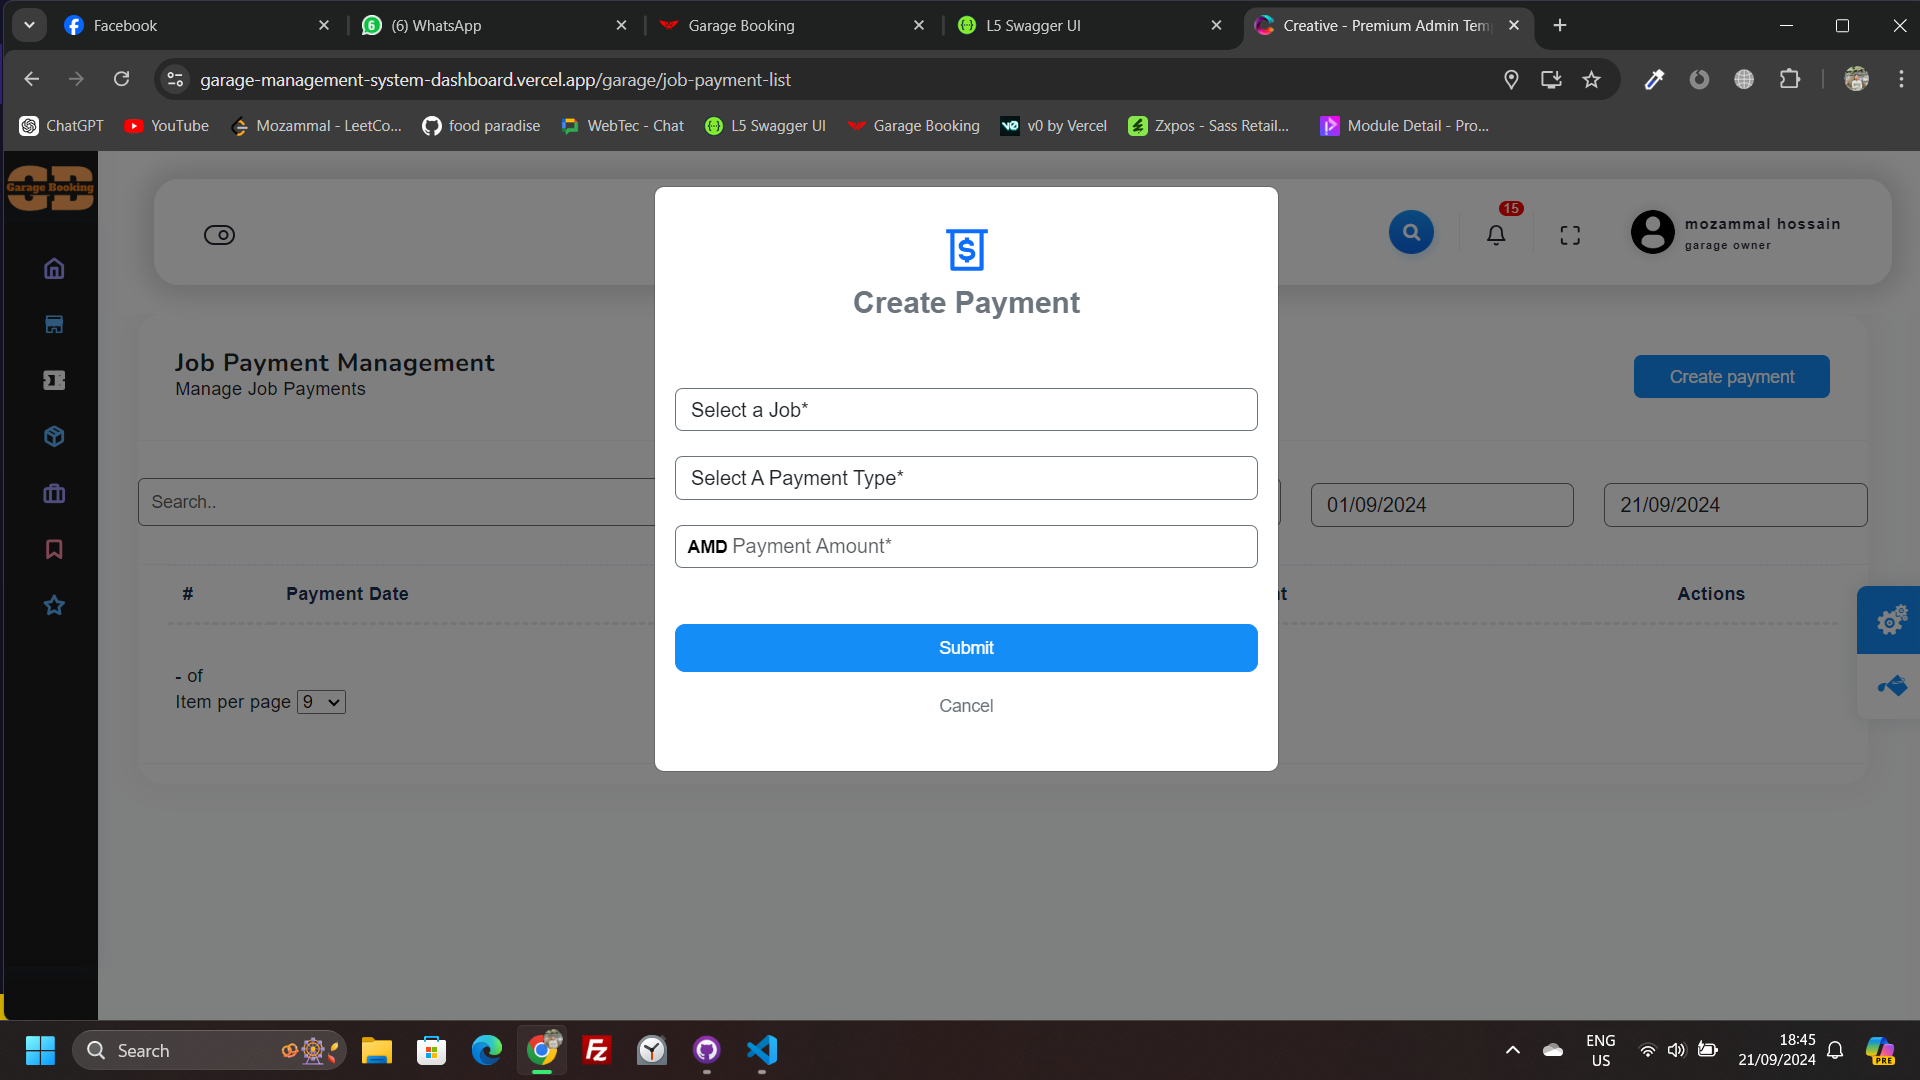 Facebook
(6) WhatsApp
Garage Booking
L5 Swagger UI
Creative - Premium Admin Tem
garage-management-system-dashboard.vercel.app/garage/job-payment-list
ChatGPT
YouTube
Mozammal - LeetCo...
food paradise
WebTec - Chat
L5 Swagger UI
Garage Booking
v0 by Vercel
Zxpos - Sass Retail...
Module Detail - Pro...
Garage Booking
15
mozammal hossain
garage owner
Create Payment
Job Payment Management
Manage Job Payments
Create payment
Select a Job*
Select A Payment Type*
AMD Payment Amount*
Search..
01/09/2024
21/09/2024
# Payment Date
t
Actions
Submit
Cancel
- of
Item per page 9
Search
ENG
US
18:45
21/09/2024
PRE